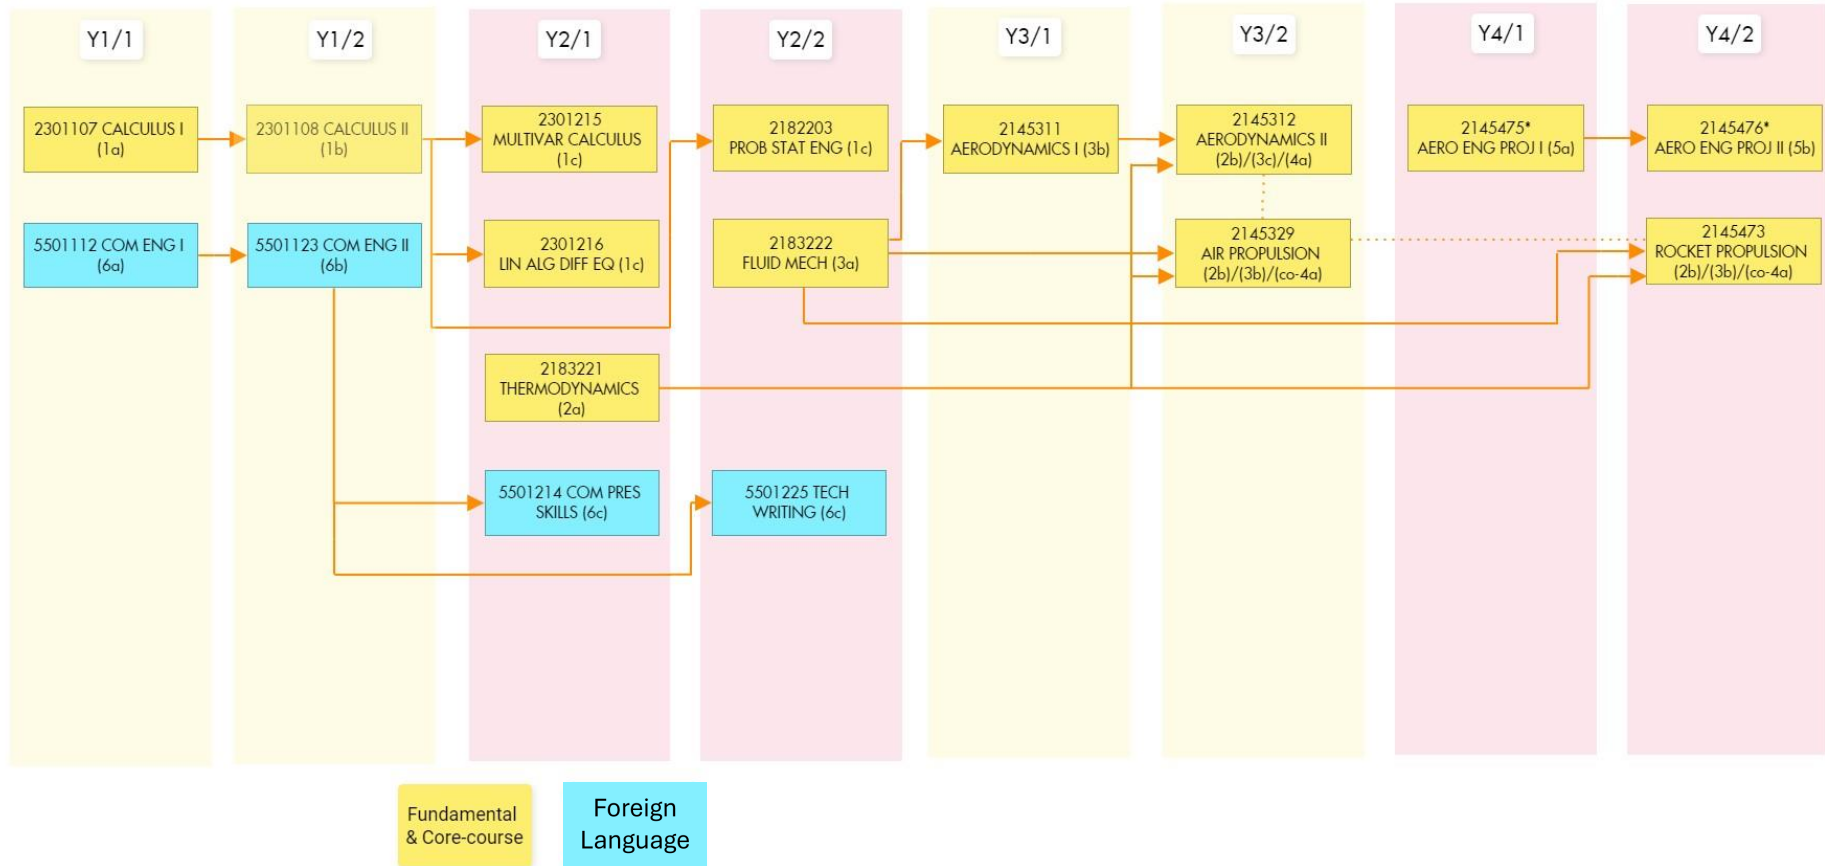 Y1/1
Y1/2
Y2/1
Y2/2
Y3/1
Y3/2
Y4/1
Y4/2
2301107 CALCULUS I
(1a)
2301108 CALCULUS II
(1b)
2301215
MULTIVAR CALCULUS
(1c)
2182203
PROB STAT ENG (1c)
2145311
AERODYNAMICS I (3b)
2145312
AERODYNAMICS II
(2b)/(3c)/(4a)
2145475*
AERO ENG PROJ I (5a)
2145476*
AERO ENG PROJ II (5b)
5501112 COM ENG I
(6a)
5501123 COM ENG II
(6b)
2301216
LIN ALG DIFF EQ (1c)
2183222
FLUID MECH (3a)
2145329
AIR PROPULSION
(2b)/(3b)/(co-4a)
2145473
ROCKET PROPULSION
(2b)/(3b)/(co-4a)
2183221
THERMODYNAMICS
(2a)
5501214 COM PRES
SKILLS (6c)
5501225 TECH
WRITING (6c)
Fundamental
& Core-course
Foreign
Language